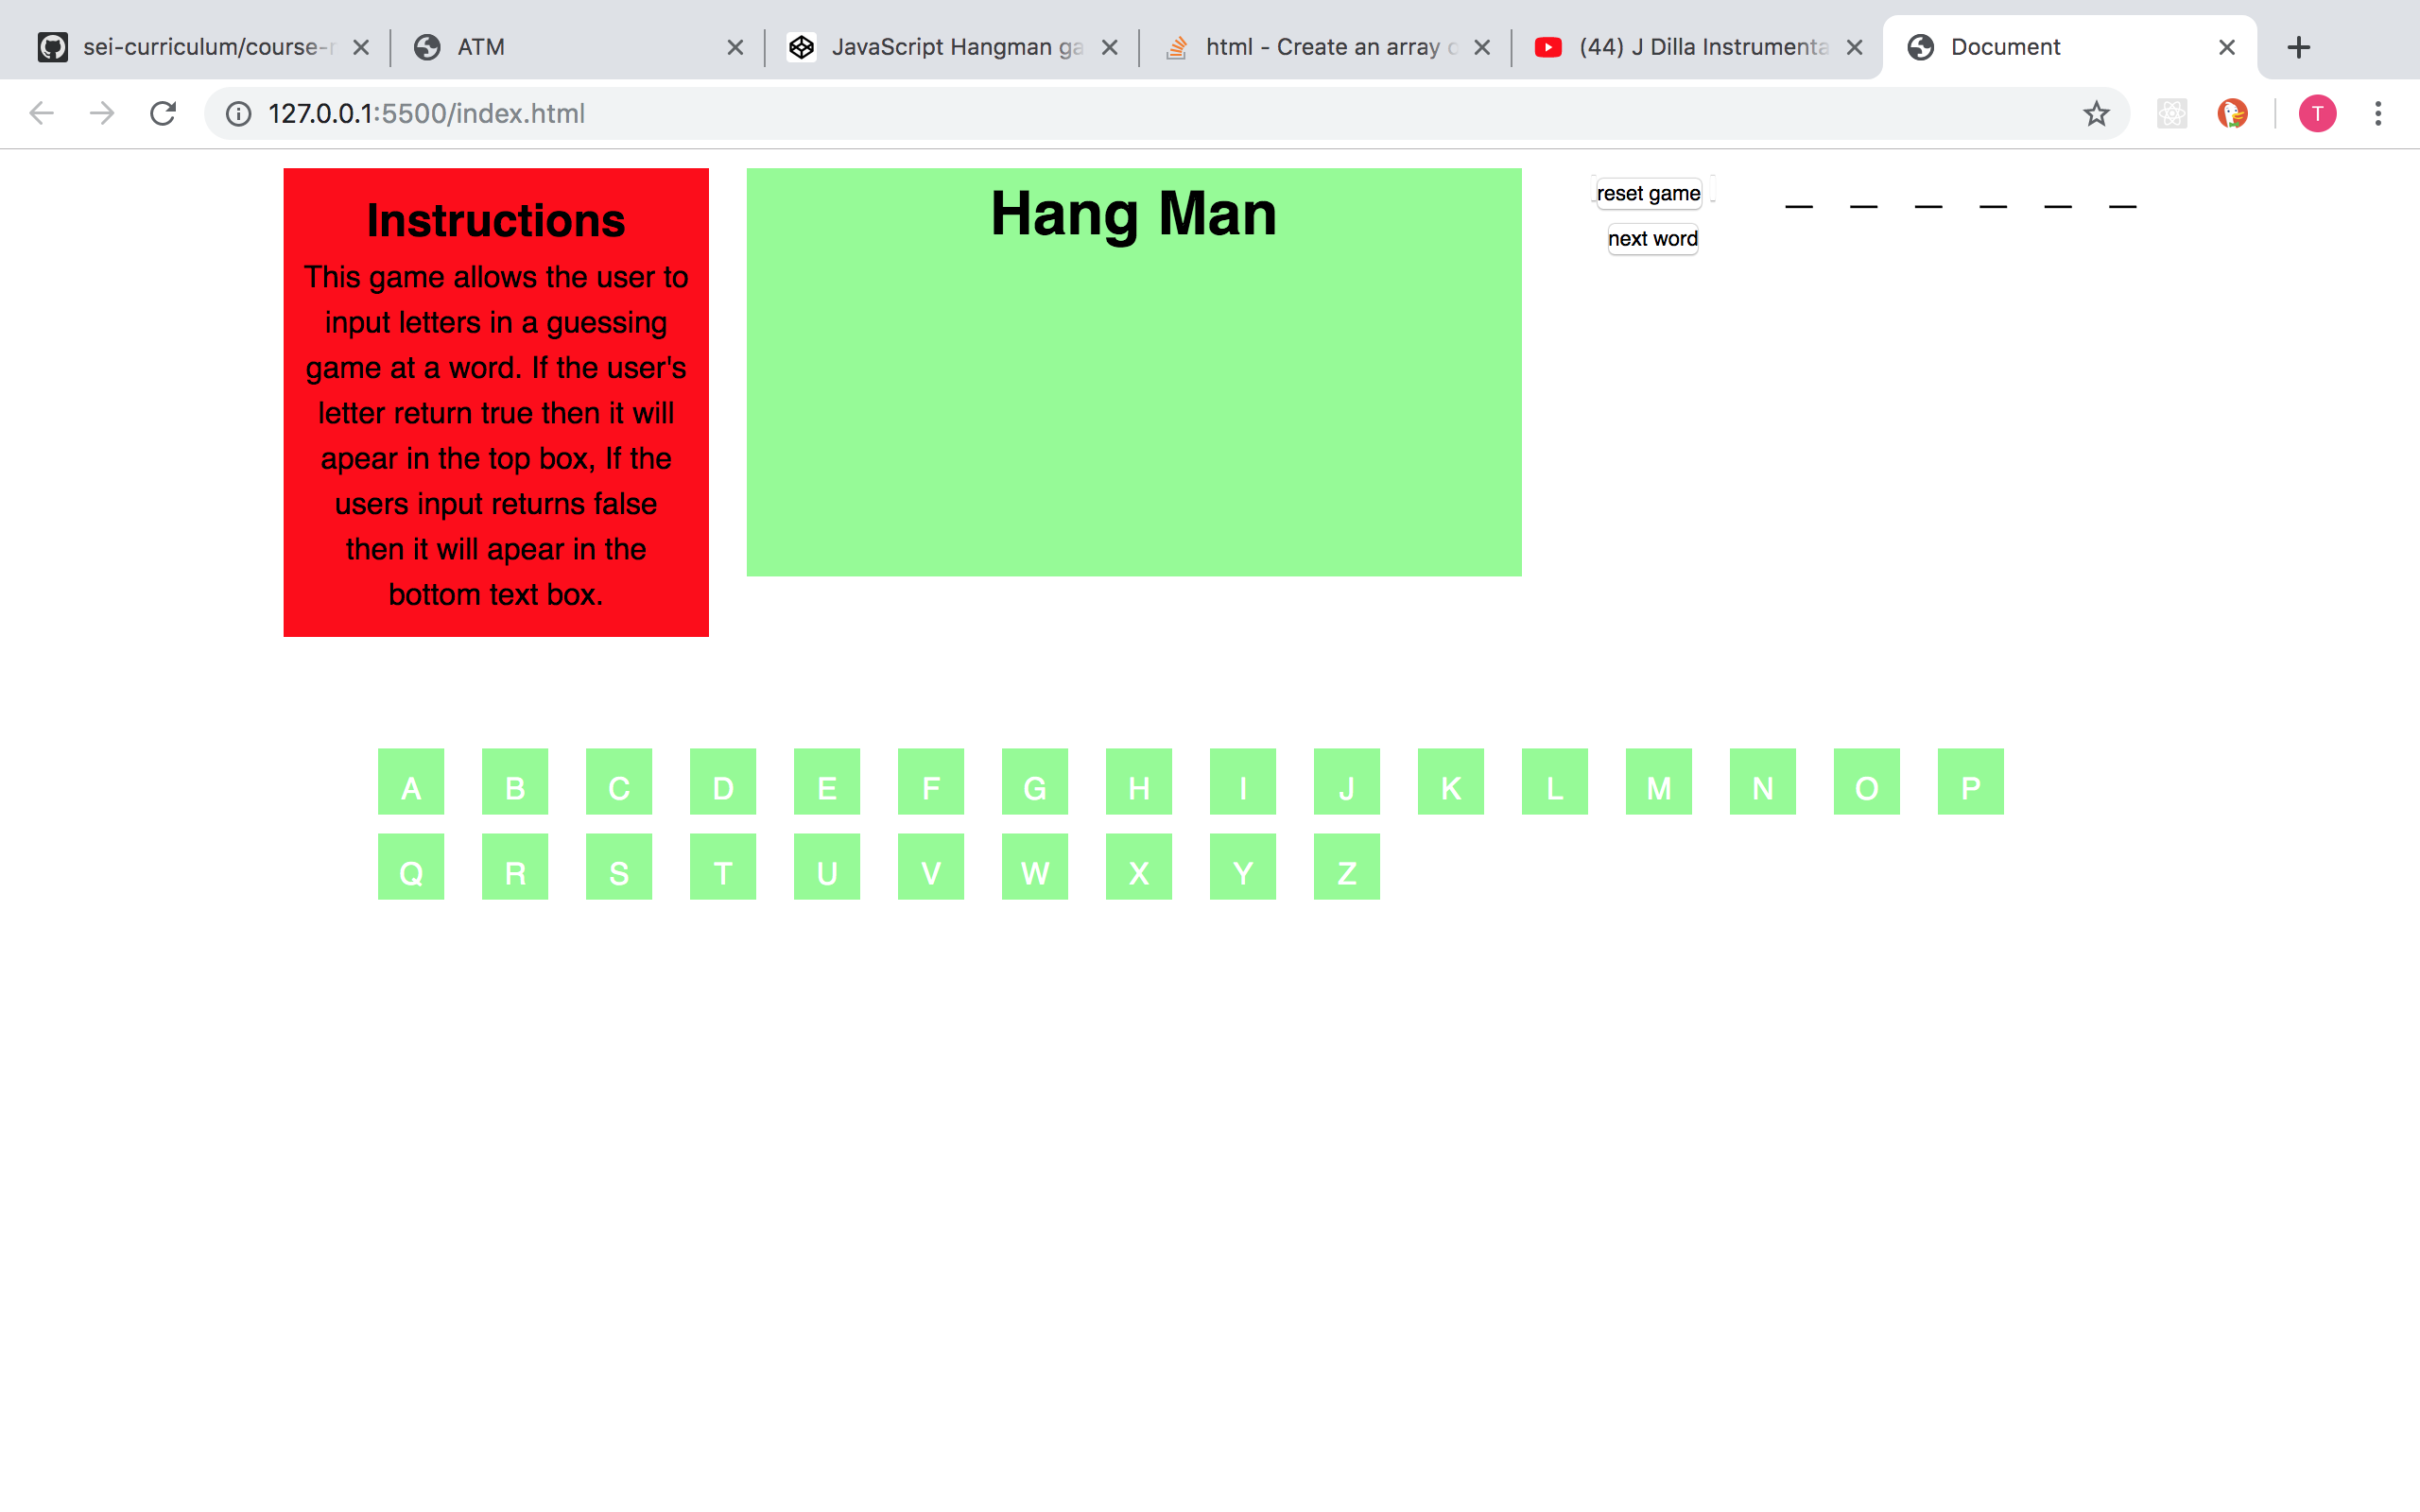 sei-curriculum/course-r
ATM
JavaScript Hangman ga
html - Create an array o
(44) J Dilla Instrumenta
Document
127.0.0.1:5500/index.html
T
Instructions
This game allows the user to
input letters in a guessing
game at a word. If the user's
letter return true then it will
apear in the top box, If the
users input returns false
then it will apear in the
bottom text box.
Hang Man
reset game
next word
_ _ _ _ _ _
A B C D E F G H I J K L M N O P
Q R S T U V W X Y Z